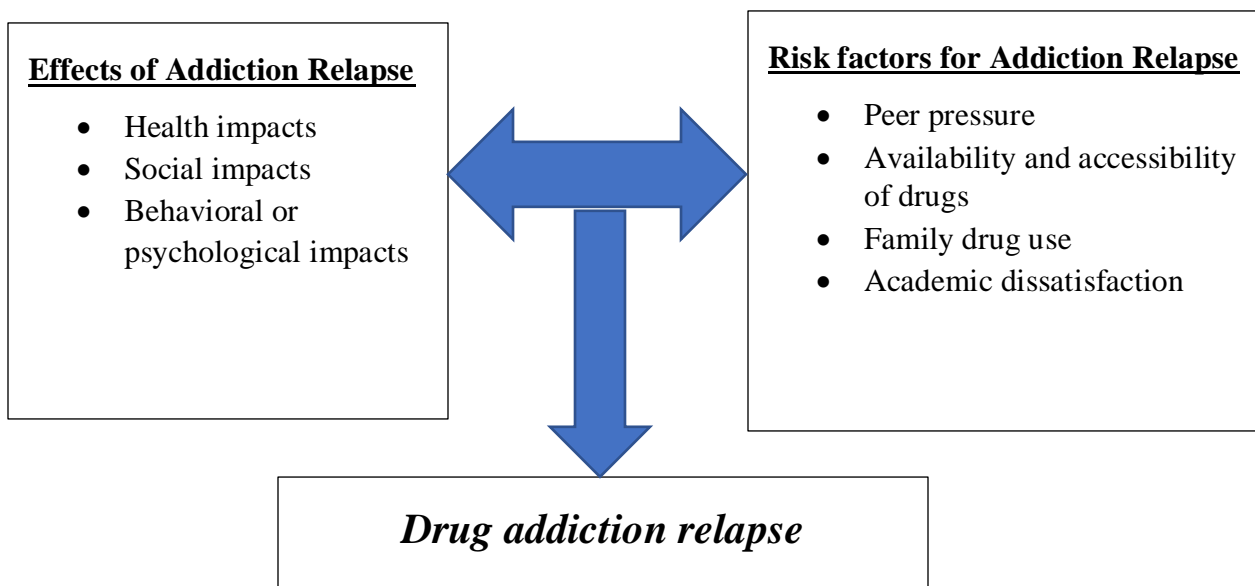 Effects of Addiction Relapse
• Health impacts
• Social impacts
• Behavioral or
psychological impacts
Risk factors for Addiction Relapse
• Peer pressure
• Availability and accessibility
of drugs
• Family drug use
• Academic dissatisfaction
Drug addiction relapse